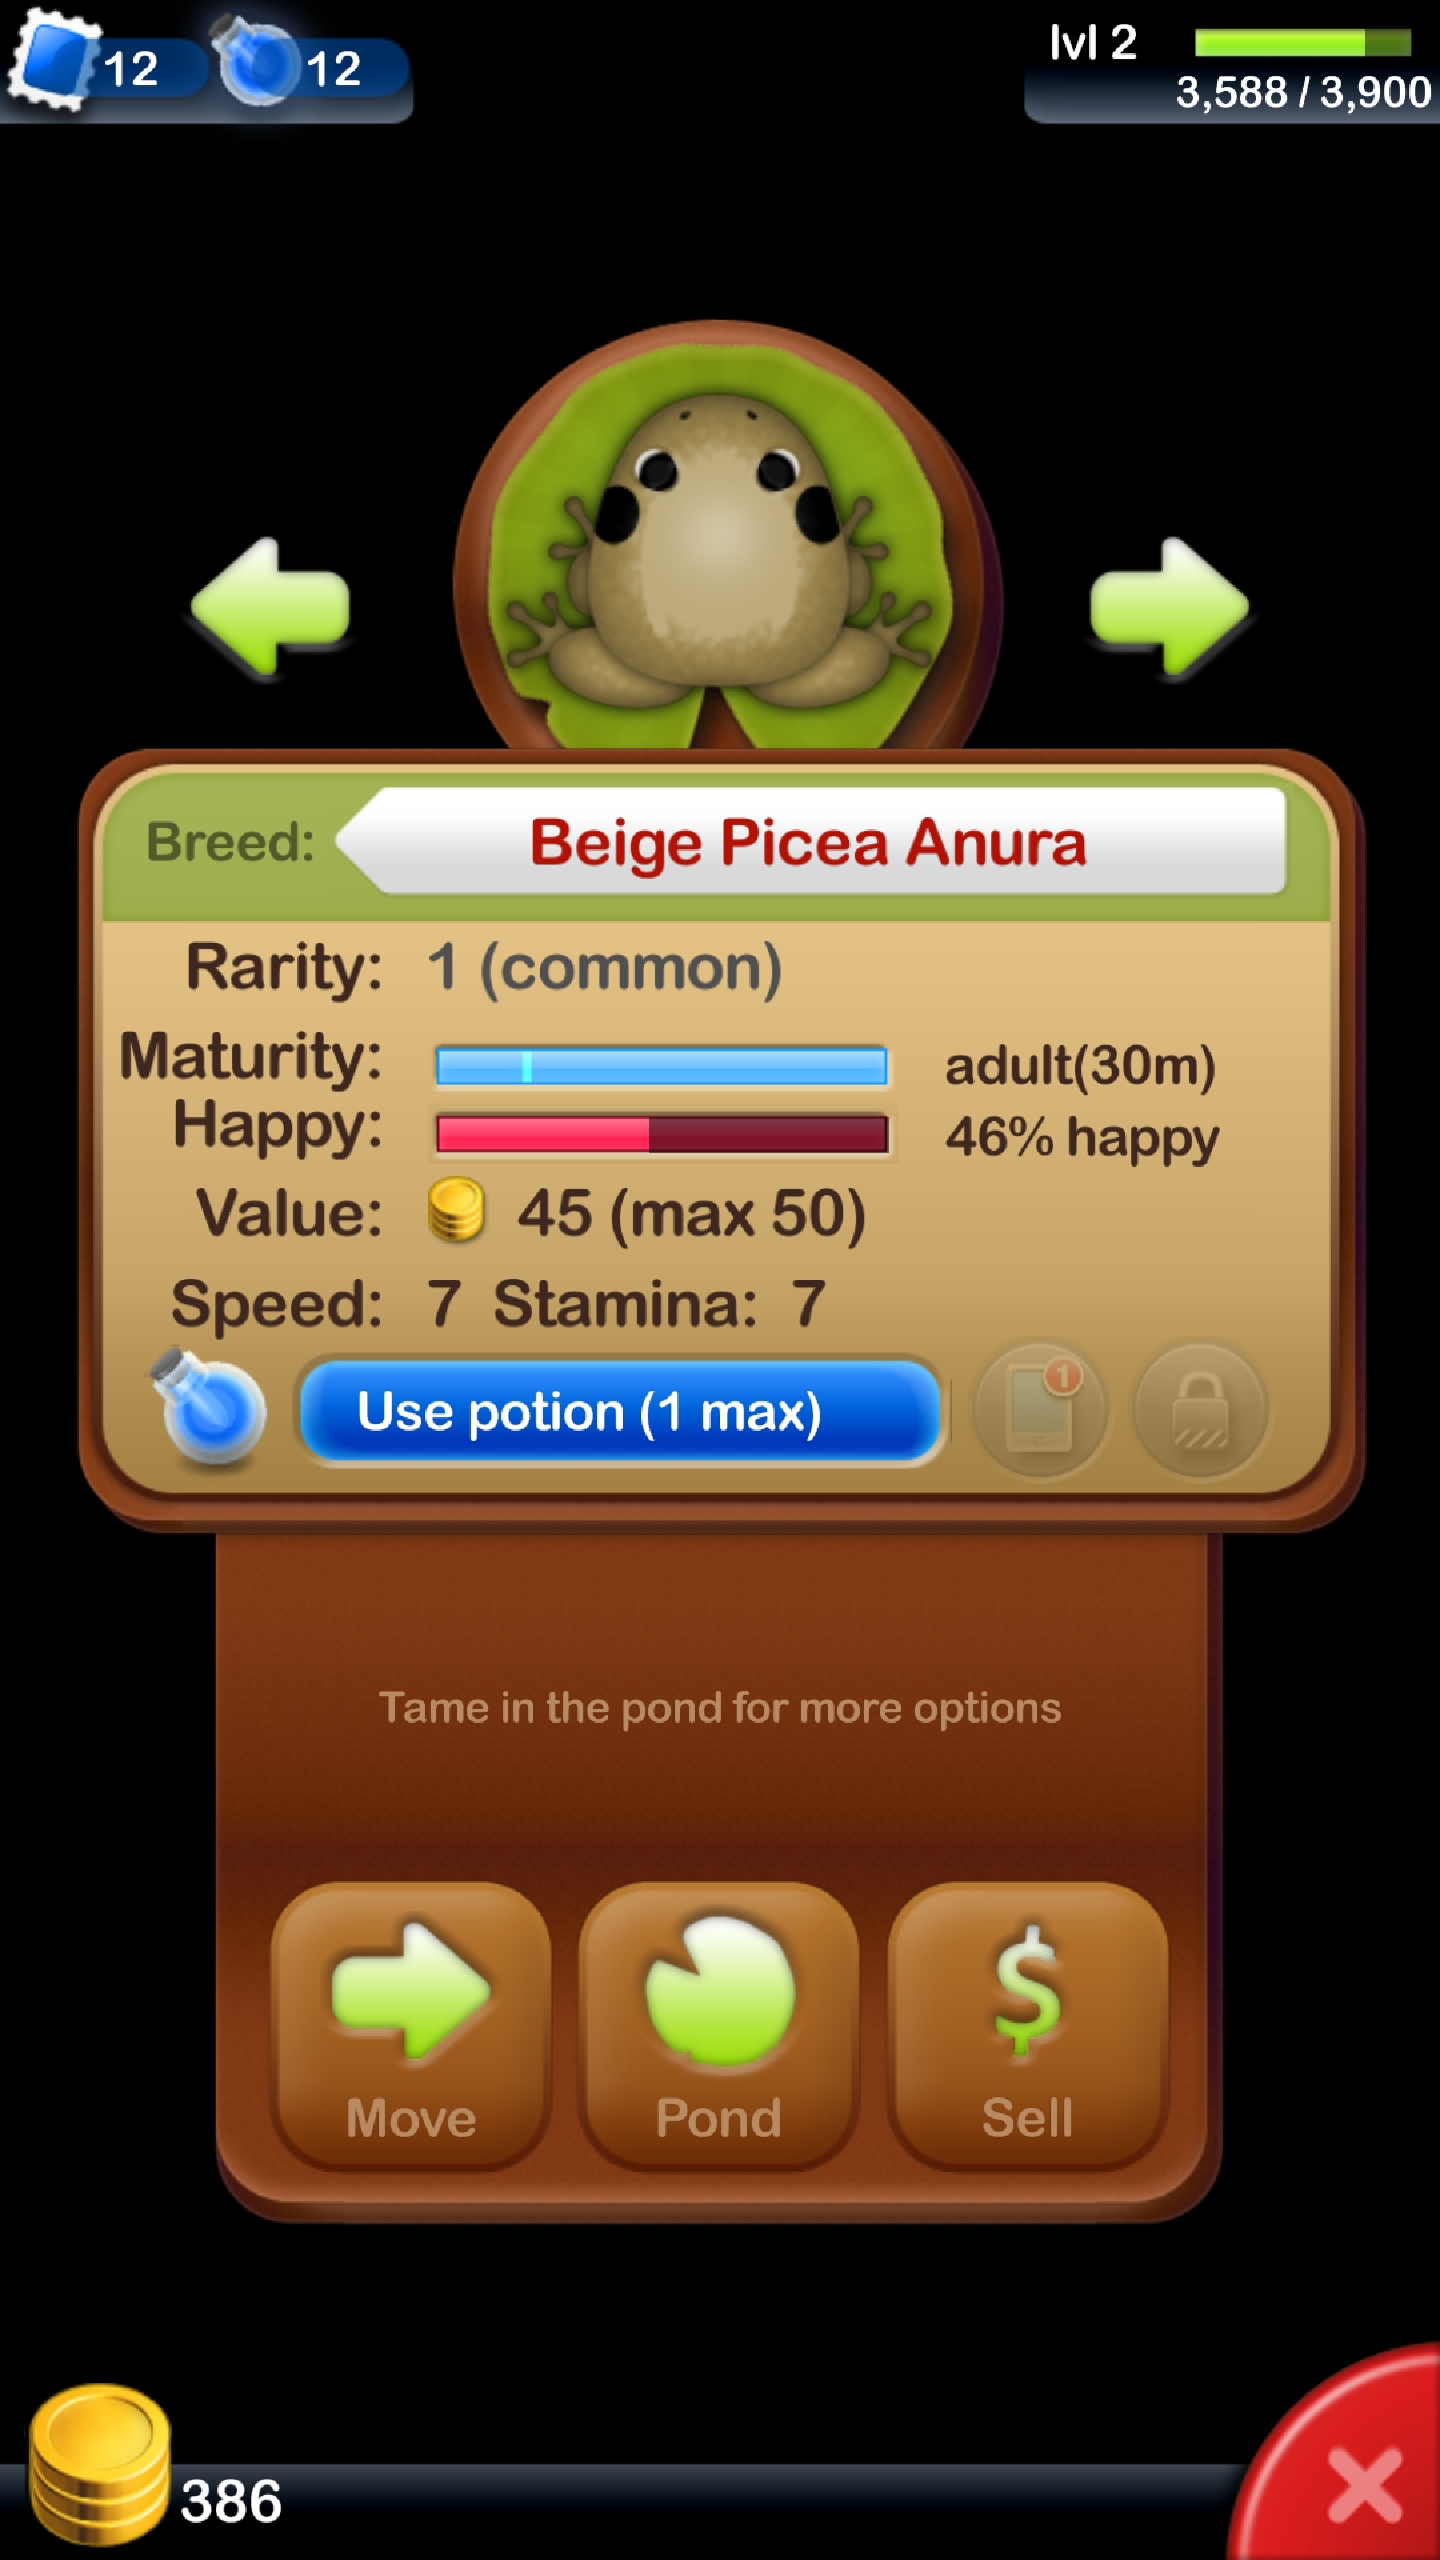 12
12
lvl 2
3,588 / 3,900
Breed: Beige Picea Anura
Rarity: 1 (common)
Maturity: adult(30m)
Happy: 46% happy
Value: 45 (max 50)
Speed: 7 Stamina: 7
Use potion (1 max)
1
Tame in the pond for more options
Move
Pond
$
Sell
386